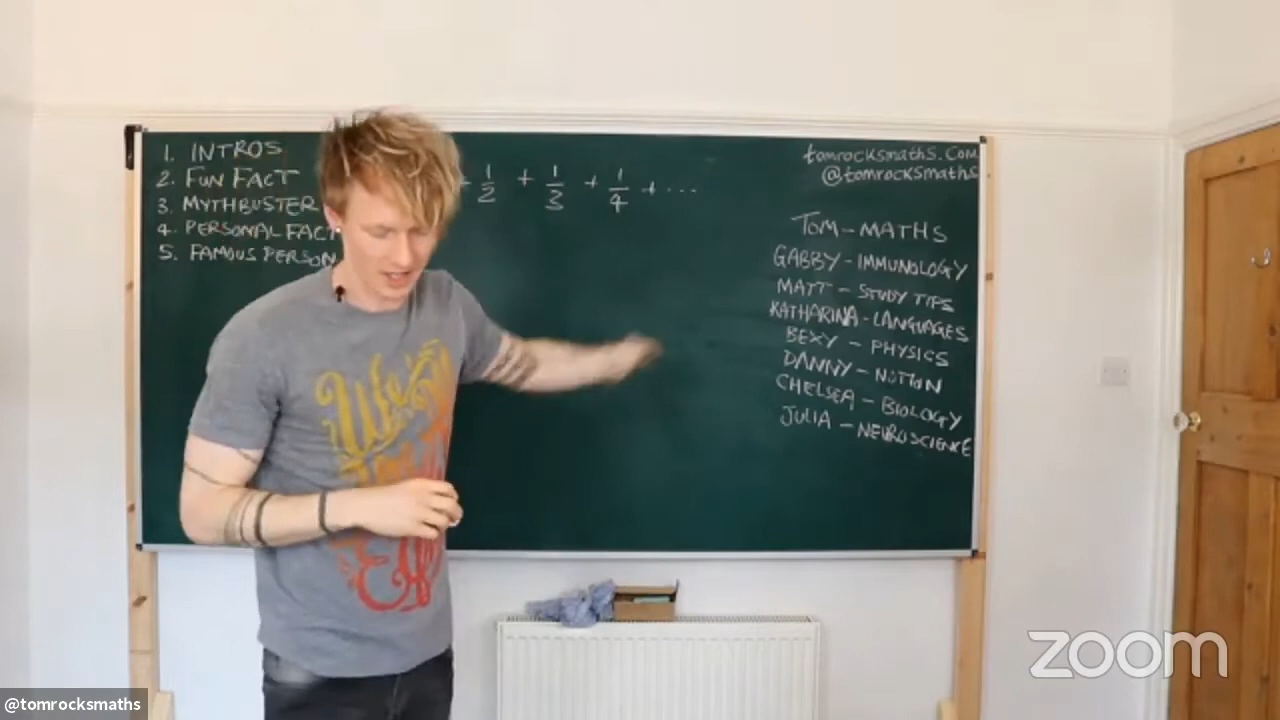 1. INTROS
2. FUN FACT
3. MYTHBUSTER
4. PERSONAL FACT
5. FAMOUS PERSON
+ 1/2 + 1/3 + 1/4 + ...
tomrocksmaths.com
@tomrocksmaths
TOM - MATHS
GABBY - IMMUNOLOGY
MATT - STUDY TIPS
KATHARINA - LANGUAGES
BEXY - PHYSICS
DANNY - NOTION
CHELSEA - BIOLOGY
JULIA - NEUROSCIENCE
We
zoom
@tomrocksmaths